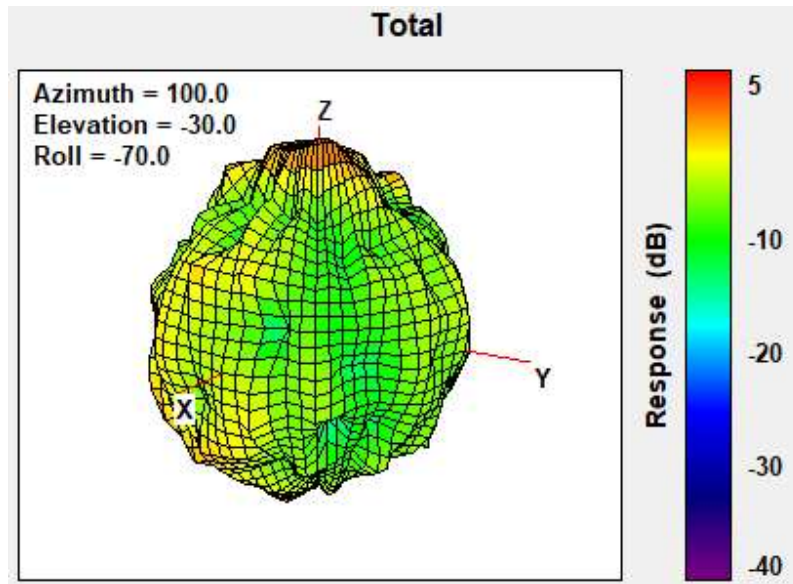 Total
Azimuth = 100.0
Elevation = -30.0
Roll = -70.0
Z
X
Y
Response (dB)
5
-10
-20
-30
-40